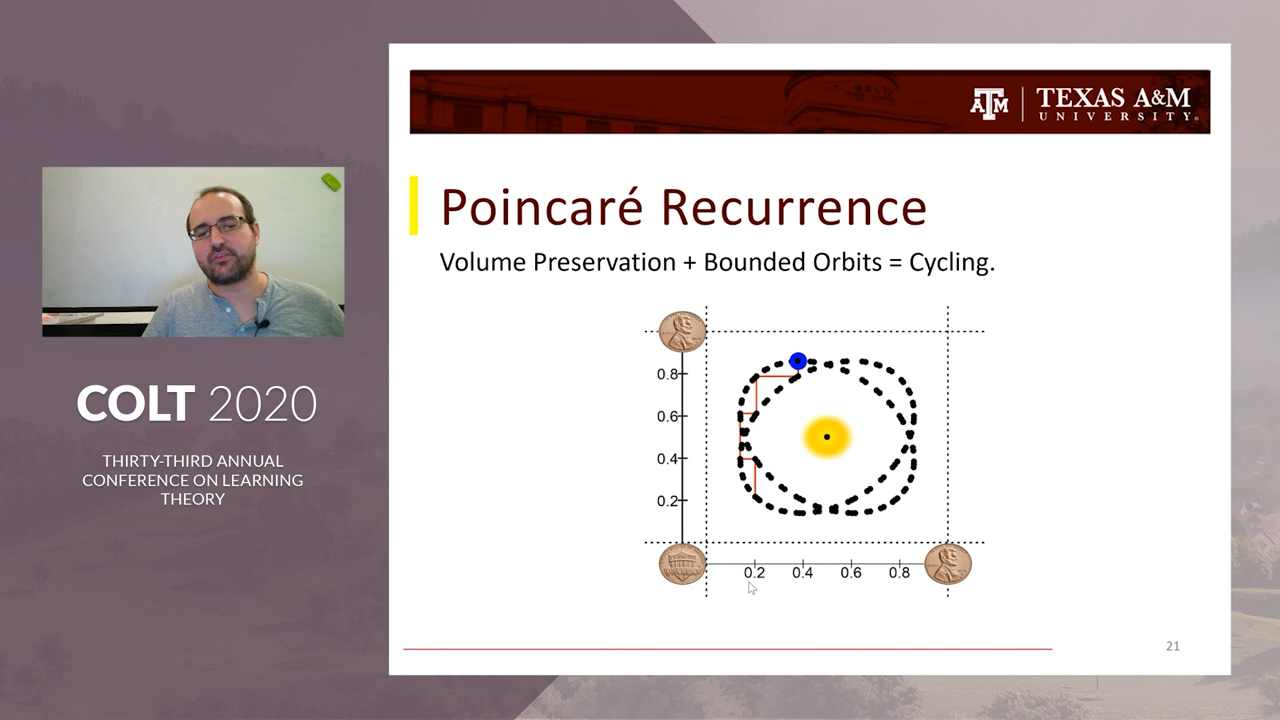 COLT 2020
THIRTY-THIRD ANNUAL
CONFERENCE ON LEARNING
THEORY
ATM
TEXAS A&M
UNIVERSITY®
Poincaré Recurrence
Volume Preservation + Bounded Orbits = Cycling.
0.8
0.6
0.4
0.2
0.2 0.4 0.6 0.8
21